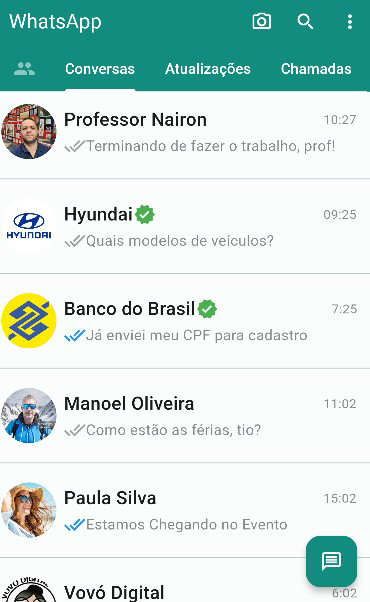 WhatsApp
Conversas Atualizações Chamadas
Professor Nairon 10:27
Terminando de fazer o trabalho, prof!
HYUNDAI
Hyundai 09:25
Quais modelos de veículos?
Banco do Brasil 7:25
Já enviei meu CPF para cadastro
Manoel Oliveira 11:02
Como estão as férias, tio?
Paula Silva 15:02
Estamos Chegando no Evento
VOVÓ DIGITAL
Vovó Digital 6:02